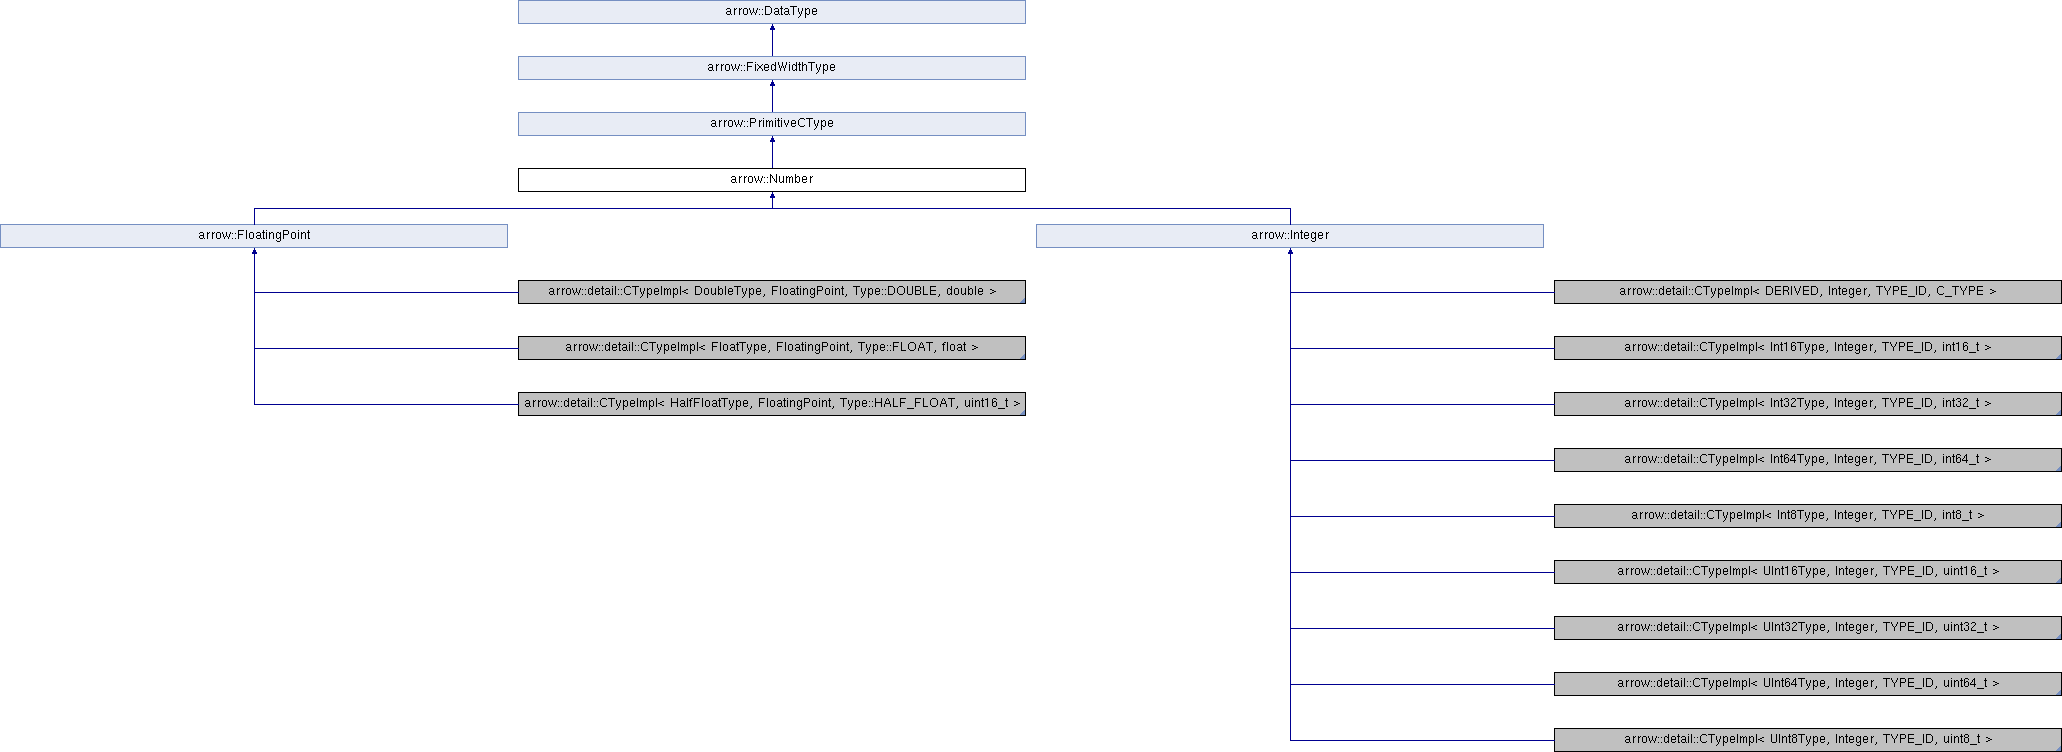 arrow::DataType
arrow::FixedWidthType
arrow::PrimitiveCType
arrow::Number
arrow::FloatingPoint
arrow::Integer
arrow::detail::CTypeImpl< DoubleType, FloatingPoint, Type::DOUBLE, double >
arrow::detail::CTypeImpl< DERIVED, Integer, TYPE_ID, C_TYPE >
arrow::detail::CTypeImpl< FloatType, FloatingPoint, Type::FLOAT, float >
arrow::detail::CTypeImpl< Int16Type, Integer, TYPE_ID, int16_t >
arrow::detail::CTypeImpl< HalfFloatType, FloatingPoint, Type::HALF_FLOAT, uint16_t >
arrow::detail::CTypeImpl< Int32Type, Integer, TYPE_ID, int32_t >
arrow::detail::CTypeImpl< Int64Type, Integer, TYPE_ID, int64_t >
arrow::detail::CTypeImpl< Int8Type, Integer, TYPE_ID, int8_t >
arrow::detail::CTypeImpl< UInt16Type, Integer, TYPE_ID, uint16_t >
arrow::detail::CTypeImpl< UInt32Type, Integer, TYPE_ID, uint32_t >
arrow::detail::CTypeImpl< UInt64Type, Integer, TYPE_ID, uint64_t >
arrow::detail::CTypeImpl< UInt8Type, Integer, TYPE_ID, uint8_t >